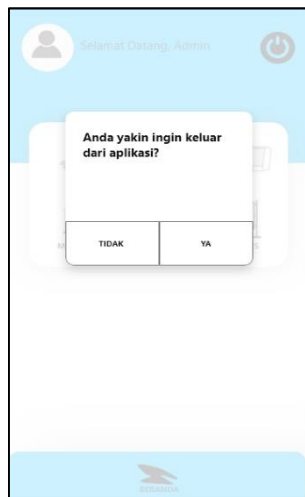 Selamat Datang, Admin
Anda yakin ingin keluar
dari aplikasi?
TIDAK
YA
BERANDA